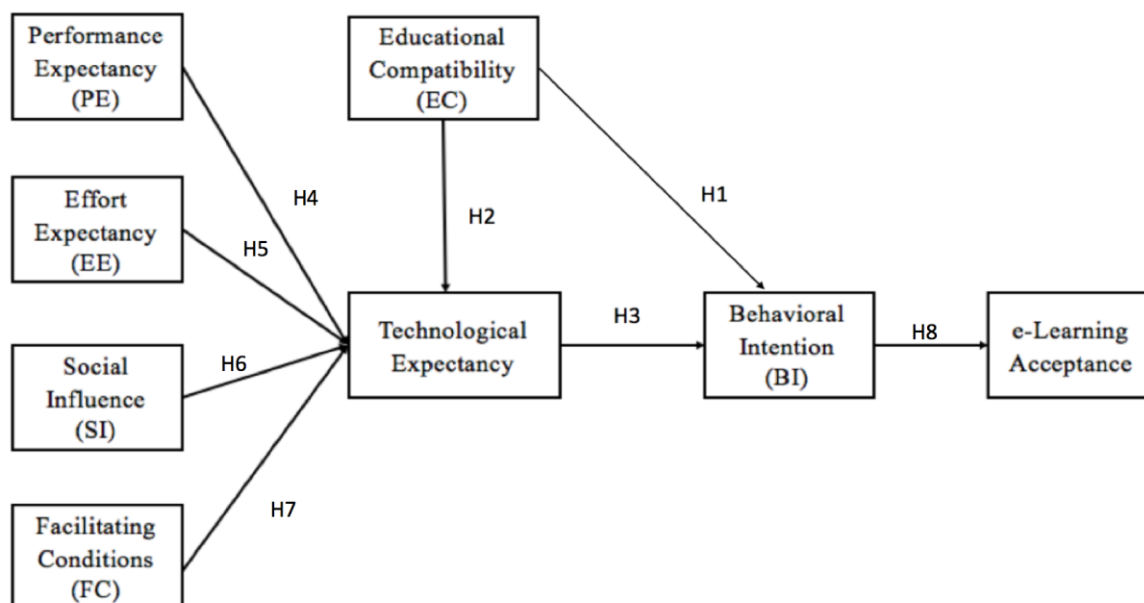 Performance
Expectancy
(PE)
Educational
Compatibility
(EC)
H4
H1
Effort
Expectancy
(EE)
H2
H5
Technological
Expectancy
H3
Behavioral
Intention
(BI)
H8
e-Learning
Acceptance
Social
Influence
(SI)
H6
H7
Facilitating
Conditions
(FC)